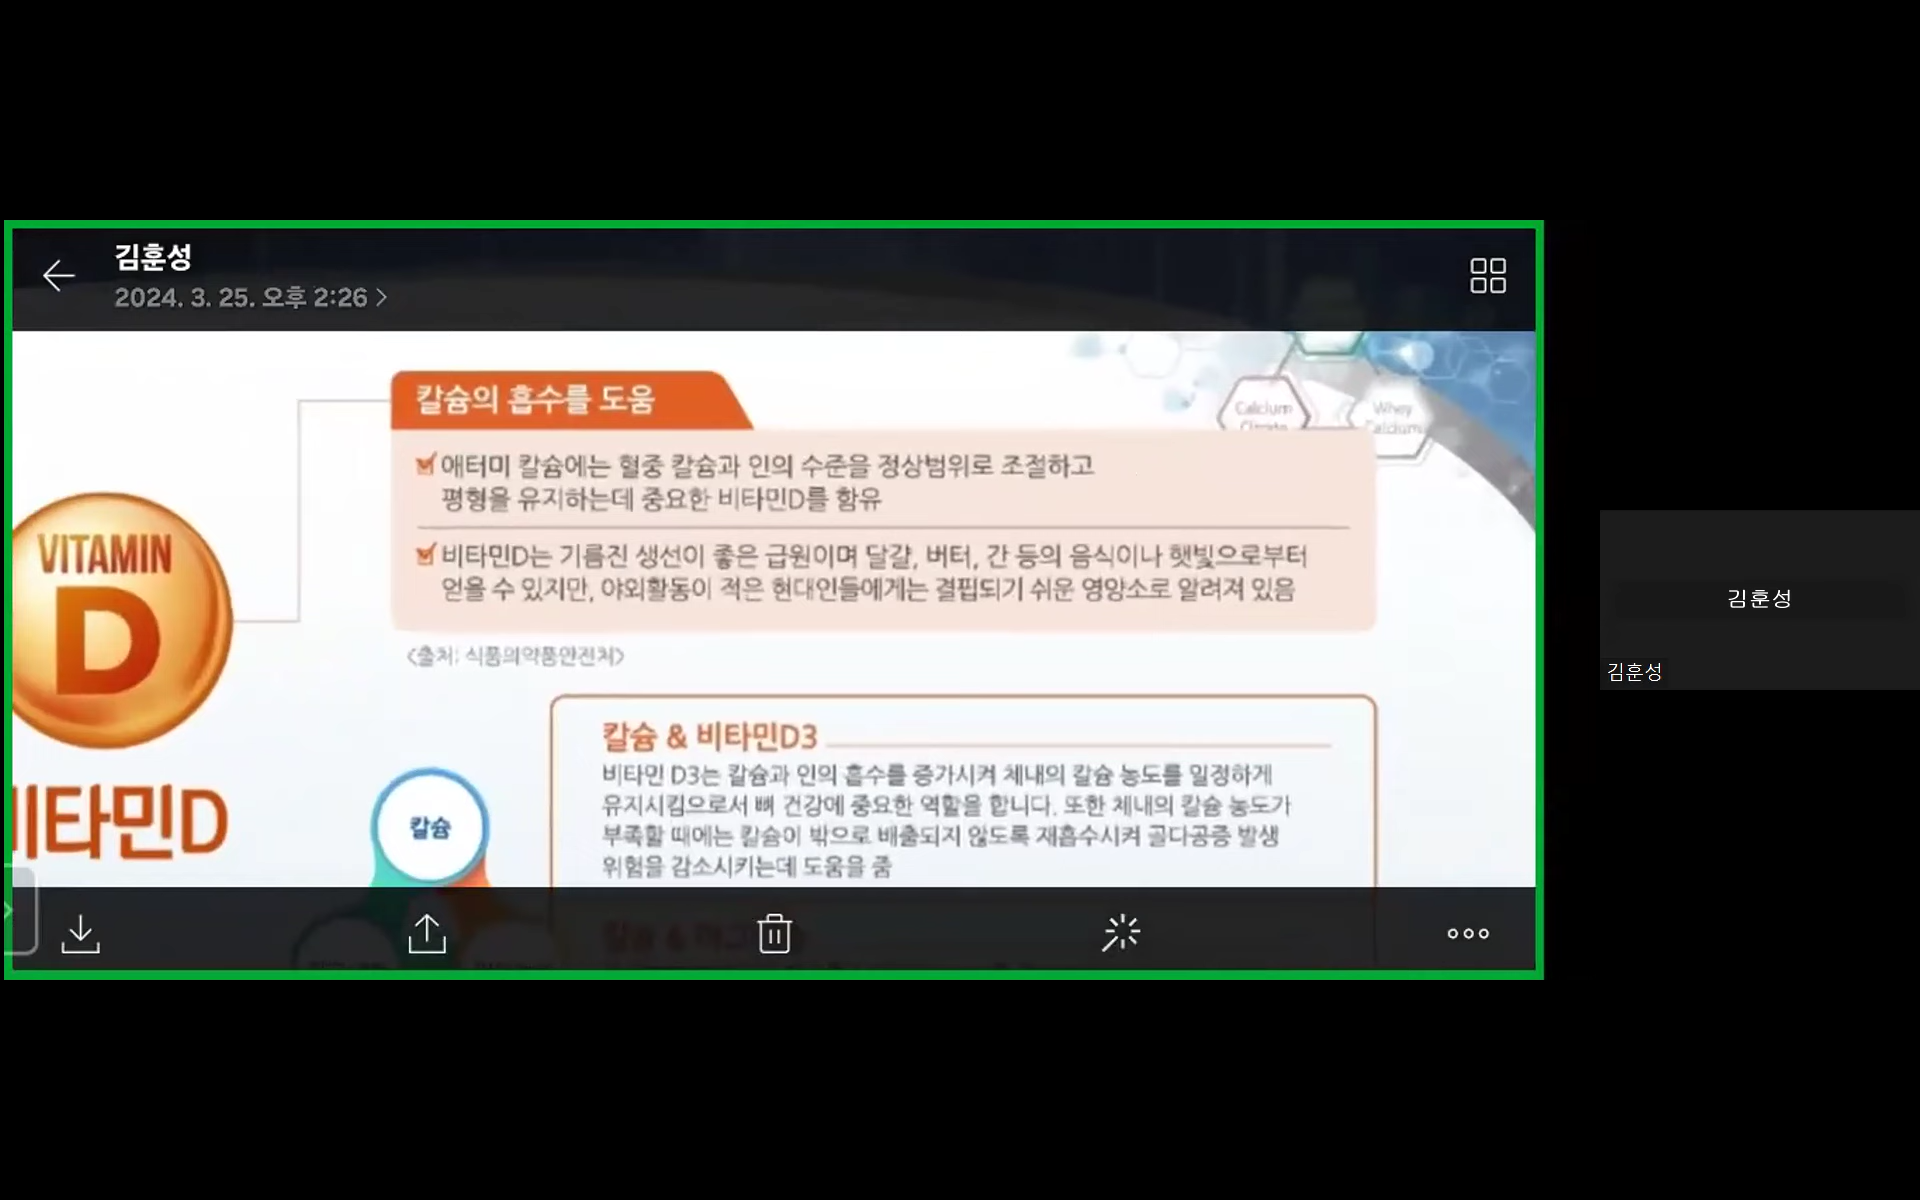 김훈성
2024. 3. 25. 오후 2:26 >
칼슘의 흡수를 도움
Calcium
Whey
Calcium
애터미 칼슘에는 혈중 칼슘과 인의 수준을 정상범위로 조절하고
평형을 유지하는데 중요한 비타민D를 함유
비타민D는 기름진 생선이 좋은 급원이며 달걀, 버터, 간 등의 음식이나 햇빛으로부터
얻을 수 있지만, 야외활동이 적은 현대인들에게는 결핍되기 쉬운 영양소로 알려져 있음
<출처: 식품의약품안전처>
VITAMIN
D
비타민D
칼슘
칼슘 & 비타민D3
비타민 D3는 칼슘과 인의 흡수를 증가시켜 체내의 칼슘 농도를 일정하게
유지시킴으로서 뼈 건강에 중요한 역할을 합니다. 또한 체내의 칼슘 농도가
부족할 때에는 칼슘이 밖으로 배출되지 않도록 재흡수시켜 골다공증 발생
위험을 감소시키는데 도움을 줌
김훈성
김훈성